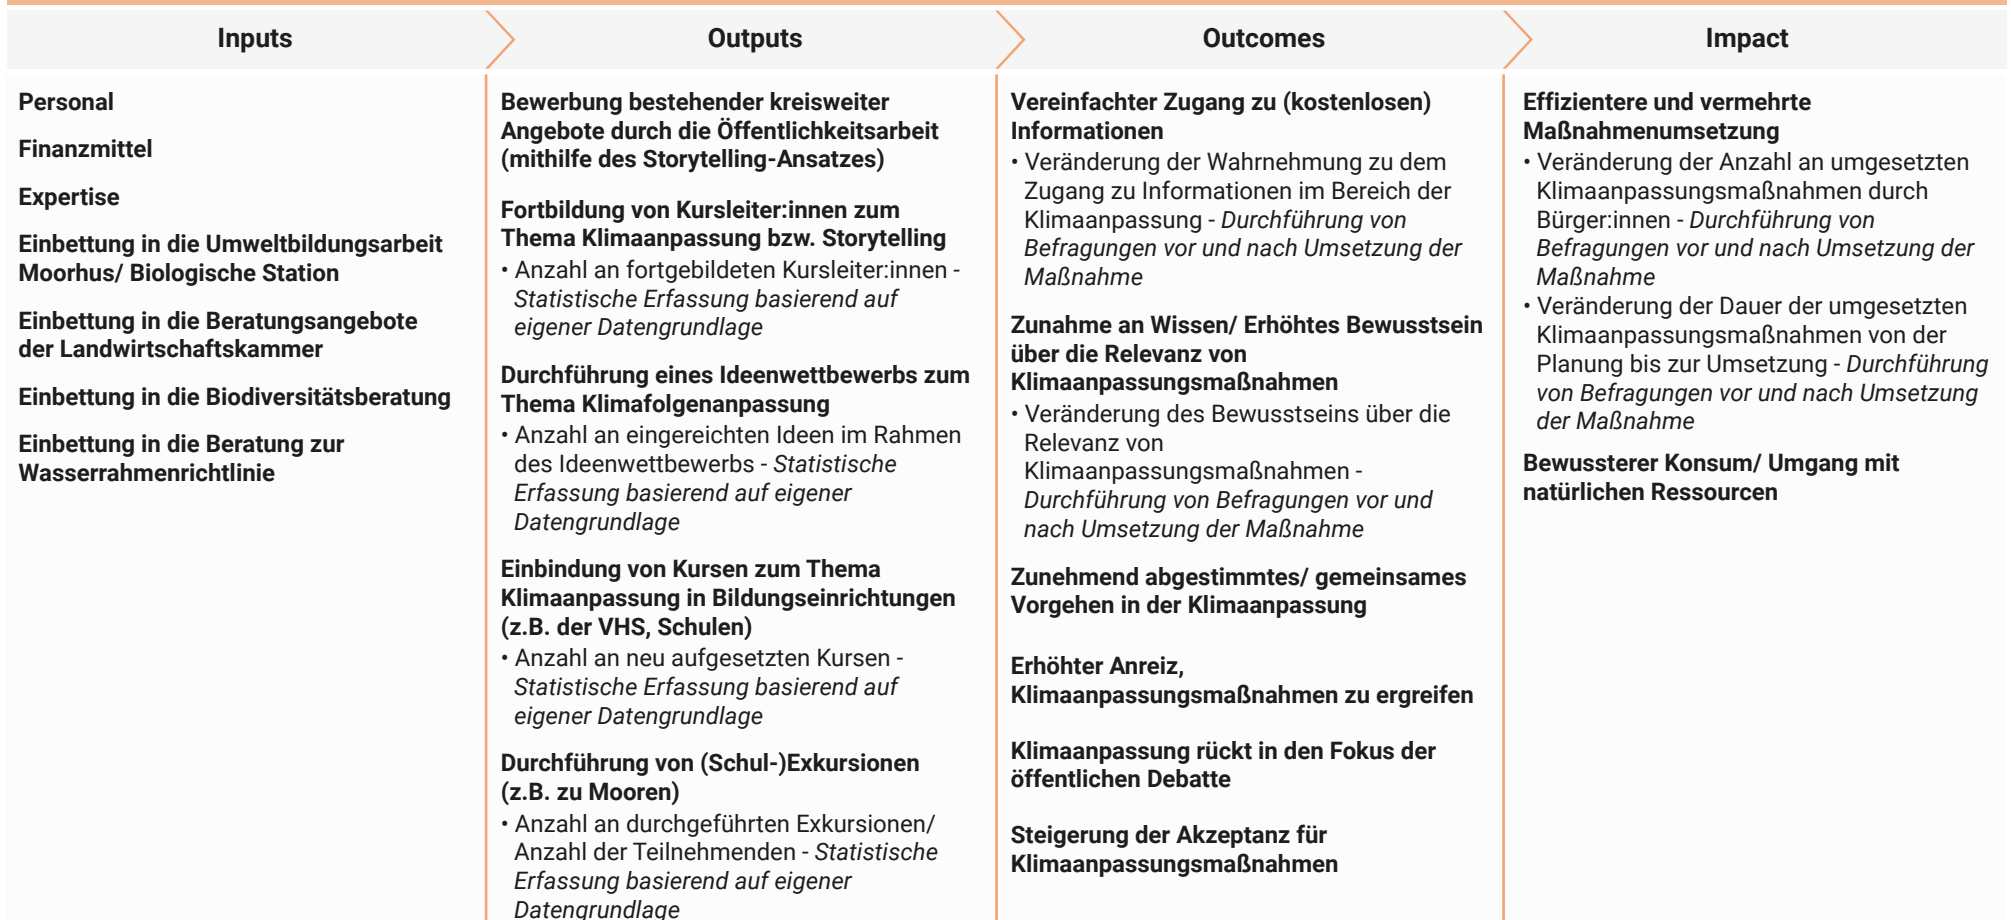 Inputs
Outputs
Outcomes
Impact
Personal
Finanzmittel
Expertise
Einbettung in die Umweltbildungsarbeit
Moorhus/ Biologische Station
Einbettung in die Beratungsangebote
der Landwirtschaftskammer
Einbettung in die Biodiversitätsberatung
Einbettung in die Beratung zur
Wasserrahmenrichtlinie
Bewerbung bestehender kreisweiter
Angebote durch die Öffentlichkeitsarbeit
(mithilfe des Storytelling-Ansatzes)
Fortbildung von Kursleiter:innen zum
Thema Klimaanpassung bzw. Storytelling
• Anzahl an fortgebildeten Kursleiter:innen -
Statistische Erfassung basierend auf
eigener Datengrundlage
Durchführung eines Ideenwettbewerbs zum
Thema Klimafolgenanpassung
• Anzahl an eingereichten Ideen im Rahmen
des Ideenwettbewerbs - Statistische
Erfassung basierend auf eigener
Datengrundlage
Einbindung von Kursen zum Thema
Klimaanpassung in Bildungseinrichtungen
(z.B. der VHS, Schulen)
• Anzahl an neu aufgesetzten Kursen -
Statistische Erfassung basierend auf
eigener Datengrundlage
Durchführung von (Schul-)Exkursionen
(z.B. zu Mooren)
• Anzahl an durchgeführten Exkursionen/
Anzahl der Teilnehmenden - Statistische
Erfassung basierend auf eigener
Datengrundlage
Vereinfachter Zugang zu (kostenlosen)
Informationen
• Veränderung der Wahrnehmung zu dem
Zugang zu Informationen im Bereich der
Klimaanpassung - Durchführung von
Befragungen vor und nach Umsetzung der
Maßnahme
Zunahme an Wissen/ Erhöhtes Bewusstsein
über die Relevanz von
Klimaanpassungsmaßnahmen
• Veränderung des Bewusstseins über die
Relevanz von
Klimaanpassungsmaßnahmen -
Durchführung von Befragungen vor und
nach Umsetzung der Maßnahme
Zunehmend abgestimmtes/ gemeinsames
Vorgehen in der Klimaanpassung
Erhöhter Anreiz,
Klimaanpassungsmaßnahmen zu ergreifen
Klimaanpassung rückt in den Fokus der
öffentlichen Debatte
Steigerung der Akzeptanz für
Klimaanpassungsmaßnahmen
Effizientere und vermehrte
Maßnahmenumsetzung
• Veränderung der Anzahl an umgesetzten
Klimaanpassungsmaßnahmen durch
Bürger:innen - Durchführung von
Befragungen vor und nach Umsetzung der
Maßnahme
• Veränderung der Dauer der umgesetzten
Klimaanpassungsmaßnahmen von der
Planung bis zur Umsetzung - Durchführung
von Befragungen vor und nach Umsetzung
der Maßnahme
Bewussterer Konsum/ Umgang mit
natürlichen Ressourcen